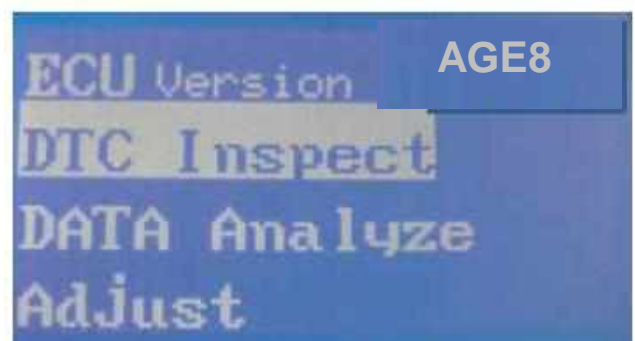 ECU Version
AGE8
DTC Inspect
DATA Analyze
Adjust